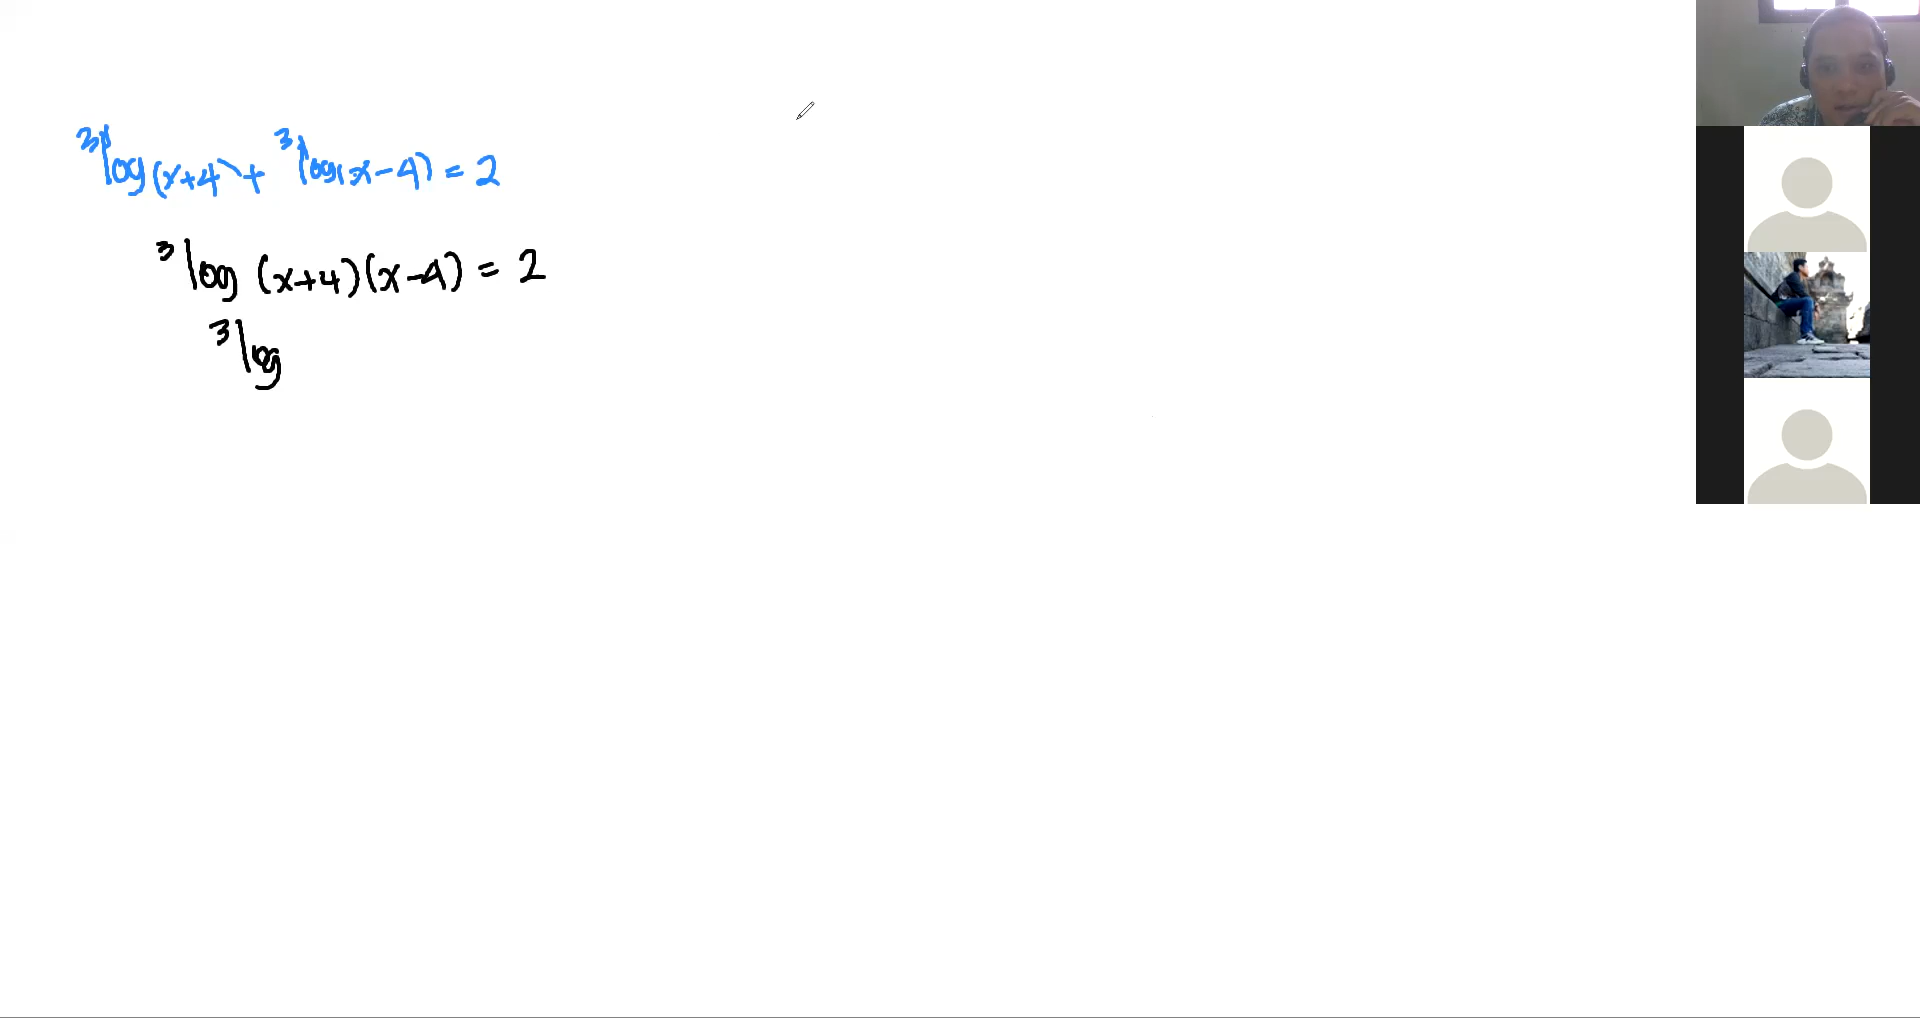 ³log(x+4)+ ³log(x-4) = 2
³log (x+4)(x-4) = 2
³log